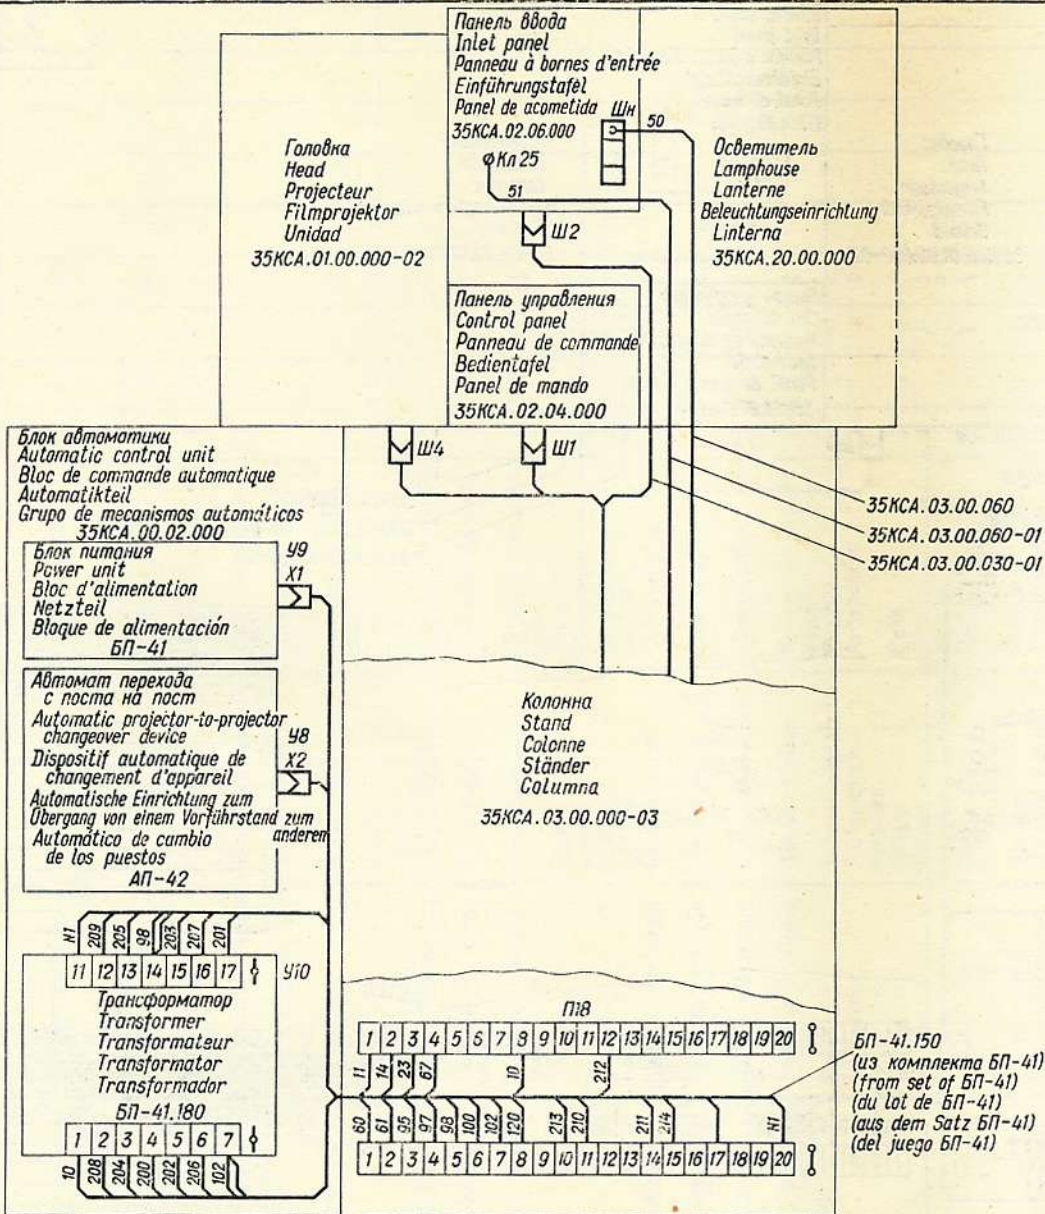 Панель ввода
Inlet panel
Panneau à bornes d'entrée
Einführungstafel
Panel de acometida
35КСА.02.06.000
Шн
50
Кл 25
51
Ш2
Головка
Head
Projecteur
Filmprojektor
Unidad
35КСА.01.00.000-02
Осветитель
Lamphouse
Lanterne
Beleuchtungseinrichtung
Linterna
35КСА.20.00.000
Панель управления
Control panel
Panneau de commande
Bedientafel
Panel de mando
35КСА.02.04.000
Ш4
Ш1
35КСА.03.00.060
35КСА.03.00.060-01
35КСА.03.00.030-01
Блок автоматики
Automatic control unit
Bloc de commande automatique
Automatikteil
Grupo de mecanismos automáticos
35КСА.00.02.000
Блок питания
Power unit
Bloc d'alimentation
Netzteil
Bloque de alimentación
БП-41
У9
X1
Автомат перехода
с поста на пост
Automatic projector-to-projector
changeover device
Dispositif automatique de
changement d'appareil
Automatische Einrichtung zum
Übergang von einem Vorführstand zum
anderen
Automático de cambio
de los puestos
АП-42
У8
X2
Колонна
Stand
Colonne
Ständer
Columna
35КСА.03.00.000-03
Н1 209 205 98 203 207 201
11 12 13 14 15 16 17
У10
Трансформатор
Transformer
Transformateur
Transformator
Transformador
БП-41.180
1 2 3 4 5 6 7
10 208 204 200 202 206 102
П18
1 2 3 4 5 6 7 8 9 10 11 12 13 14 15 16 17 18 19 20
11 14 23 67 10 212
60 61 95 97 98 100 102 120 213 210 211 214 Н1
1 2 3 4 5 6 7 8 9 10 11 12 13 14 15 16 17 18 19 20
БП-41.150
(из комплекта БП-41)
(from set of БП-41)
(du lot de БП-41)
(aus dem Satz БП-41)
(del juego БП-41)